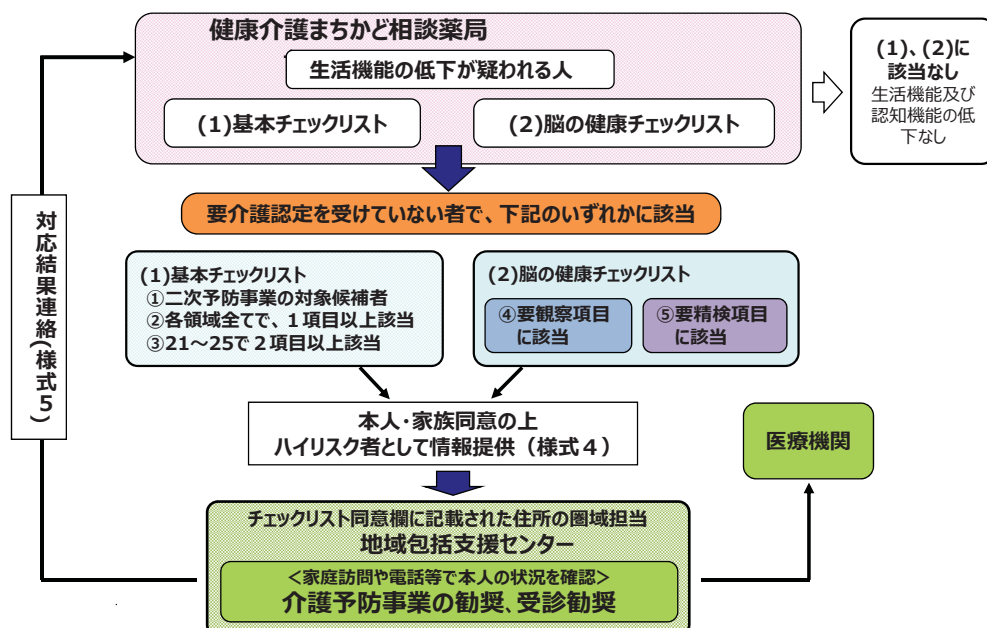 健康介護まちかど相談薬局
生活機能の低下が疑われる人
(1)基本チェックリスト
(2)脳の健康チェックリスト
(1)、(2)に
該当なし
生活機能及び
認知機能の低
下なし
要介護認定を受けていない者で、下記のいずれかに該当
(1)基本チェックリスト
①二次予防事業の対象候補者
②各領域全てで、１項目以上該当
③21～25で２項目以上該当
(2)脳の健康チェックリスト
④要観察項目
に該当
⑤要精検項目
に該当
対応結果連絡(様式５)
本人・家族同意の上
ハイリスク者として情報提供（様式４）
医療機関
チェックリスト同意欄に記載された住所の圏域担当
地域包括支援センター
＜家庭訪問や電話等で本人の状況を確認＞
介護予防事業の勧奨、受診勧奨